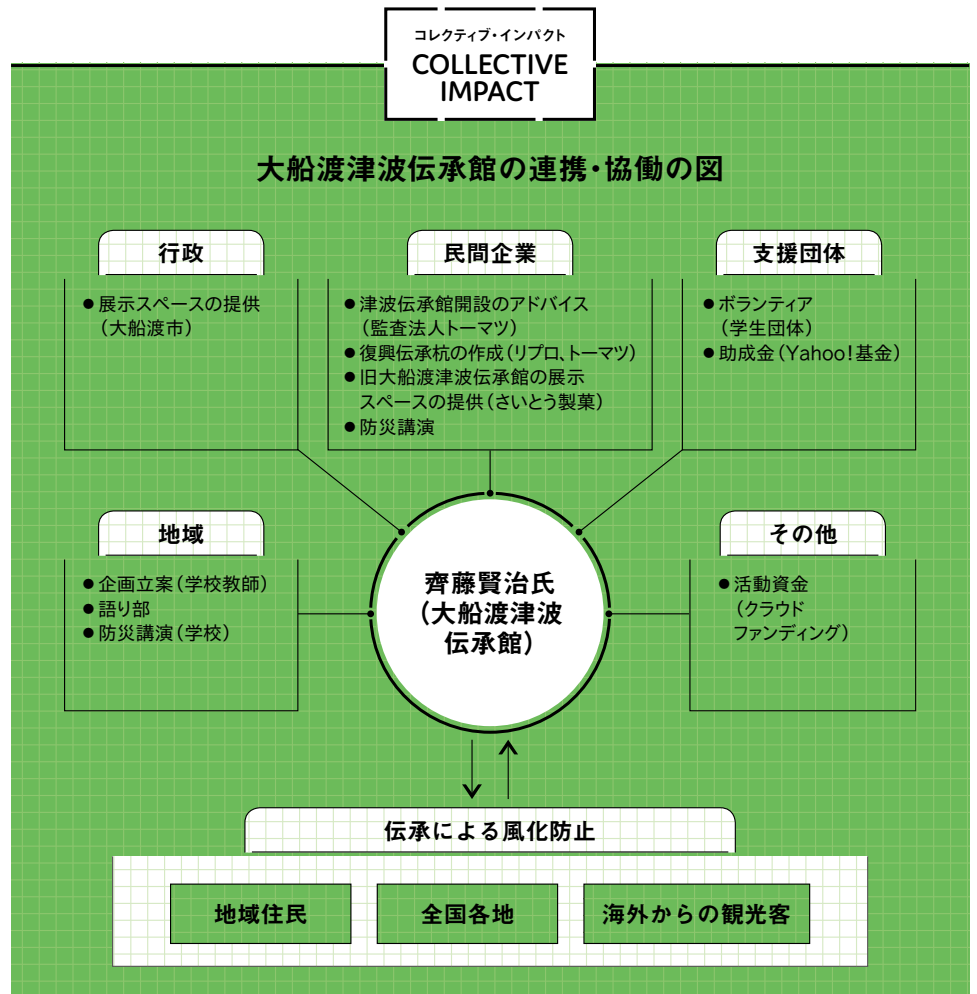 コレクティブ・インパクト
COLLECTIVE
IMPACT
大船渡津波伝承館の連携・協働の図
行政
●展示スペースの提供
（大船渡市）
民間企業
●津波伝承館開設のアドバイス
（監査法人トーマツ）
●復興伝承杭の作成（リプロ、トーマツ）
●旧大船渡津波伝承館の展示
スペースの提供（さいとう製菓）
●防災講演
支援団体
●ボランティア
（学生団体）
●助成金（Yahoo!基金）
地域
●企画立案（学校教師）
●語り部
●防災講演（学校）
齊藤賢治氏
（大船渡津波
伝承館）
その他
●活動資金
（クラウド
ファンディング）
伝承による風化防止
地域住民
全国各地
海外からの観光客